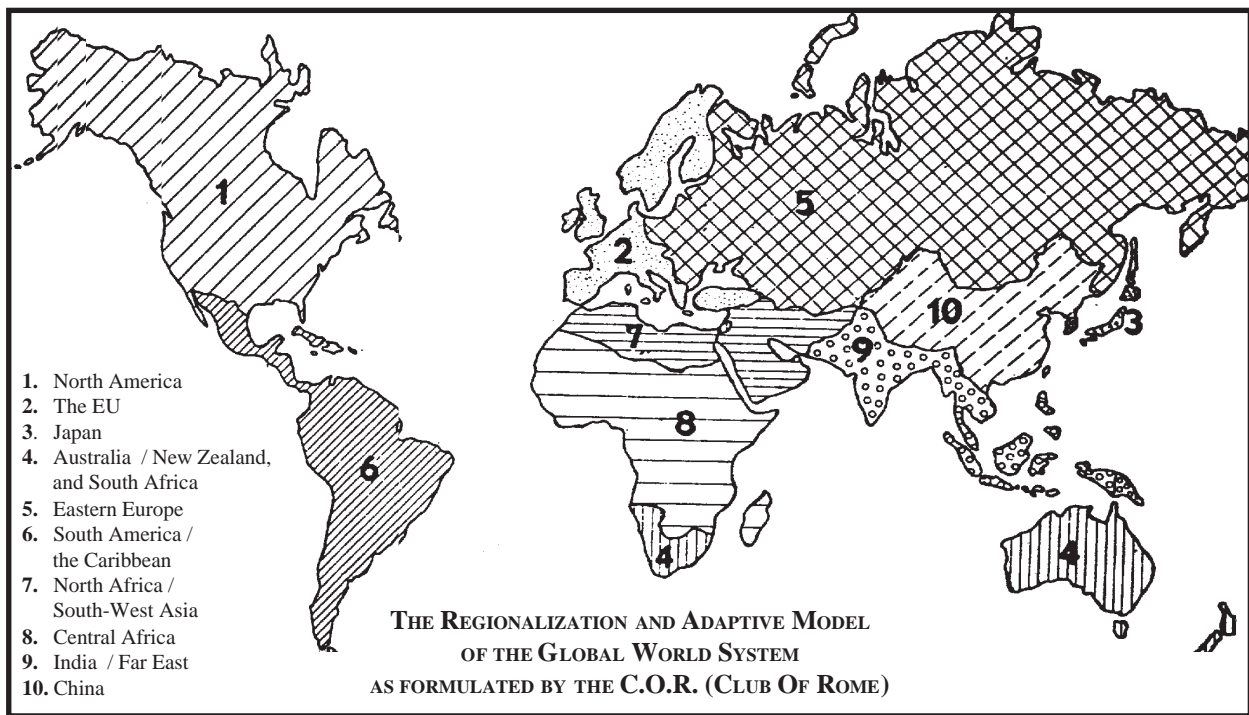 1
2
3
4
4
5
6
7
8
9
10
1. North America
2. The EU
3. Japan
4. Australia / New Zealand,
and South Africa
5. Eastern Europe
6. South America /
the Caribbean
7. North Africa /
South-West Asia
8. Central Africa
9. India / Far East
10. China
THE REGIONALIZATION AND ADAPTIVE MODEL
OF THE GLOBAL WORLD SYSTEM
AS FORMULATED BY THE C.O.R. (CLUB OF ROME)